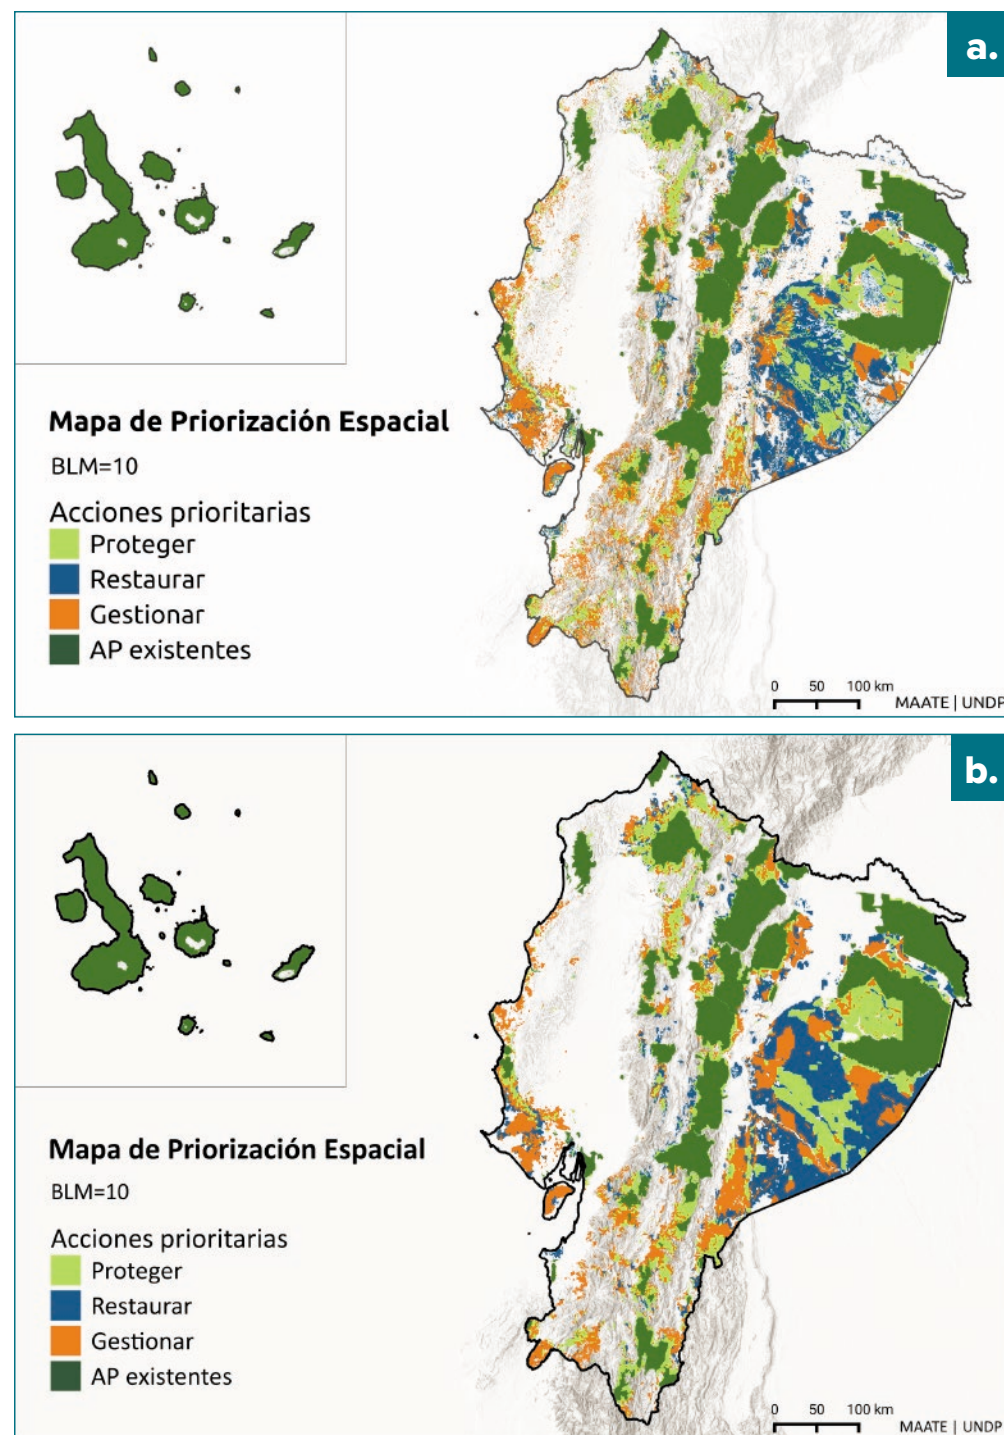 a.
Mapa de Priorización Espacial
BLM=10
Acciones prioritarias
Proteger
Restaurar
Gestionar
AP existentes
0 50 100 km
MAATE | UNDP
b.
Mapa de Priorización Espacial
BLM=10
Acciones prioritarias
Proteger
Restaurar
Gestionar
AP existentes
0 50 100 km
MAATE | UNDP